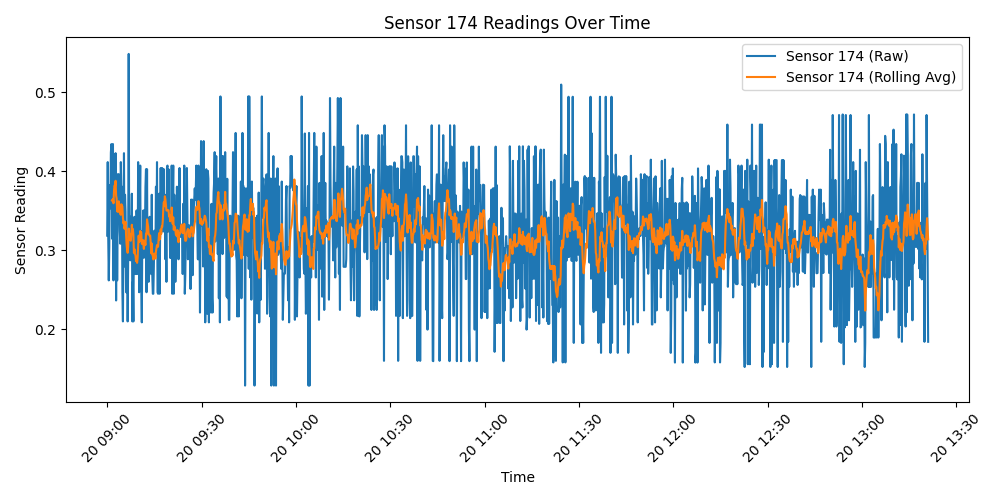 Sensor 174 Readings Over Time
Sensor 174 (Raw)
Sensor 174 (Rolling Avg)
Sensor Reading
0.5
0.4
0.3
0.2
20 09:00
20 09:30
20 10:00
20 10:30
20 11:00
20 11:30
20 12:00
20 12:30
20 13:00
20 13:30
Time